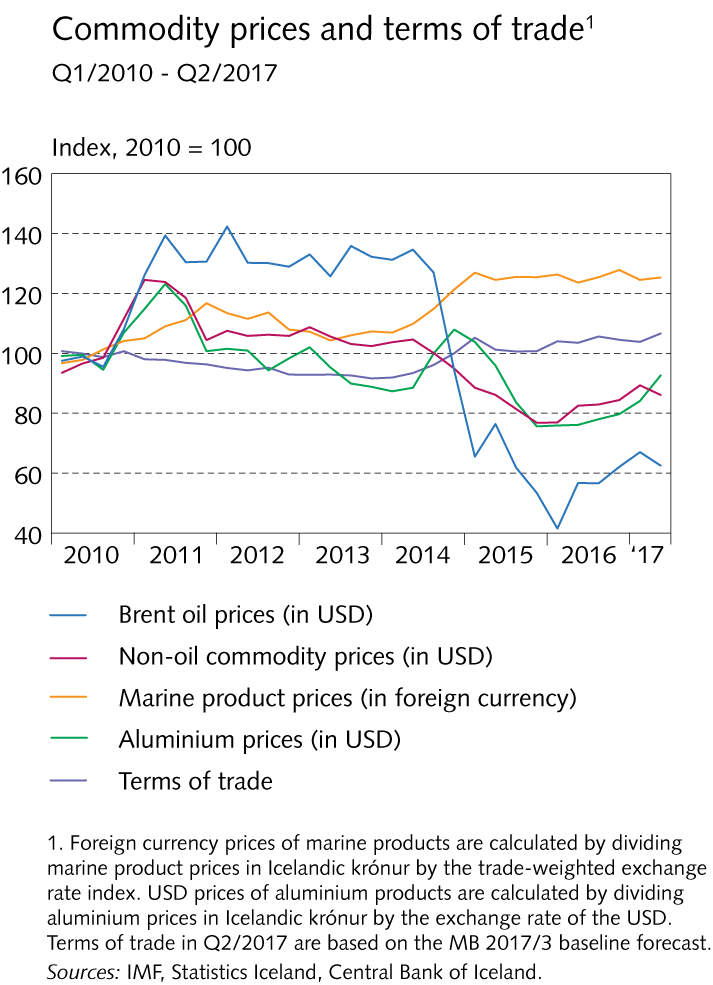 Commodity prices and terms of trade¹
Q1/2010 - Q2/2017
Index, 2010 = 100
160
140
120
100
80
60
40
2010 2011 2012 2013 2014 2015 2016 '17
Brent oil prices (in USD)
Non-oil commodity prices (in USD)
Marine product prices (in foreign currency)
Aluminium prices (in USD)
Terms of trade
1. Foreign currency prices of marine products are calculated by dividing
marine product prices in Icelandic krónur by the trade-weighted exchange
rate index. USD prices of aluminium products are calculated by dividing
aluminium prices in Icelandic krónur by the exchange rate of the USD.
Terms of trade in Q2/2017 are based on the MB 2017/3 baseline forecast.
Sources: IMF, Statistics Iceland, Central Bank of Iceland.